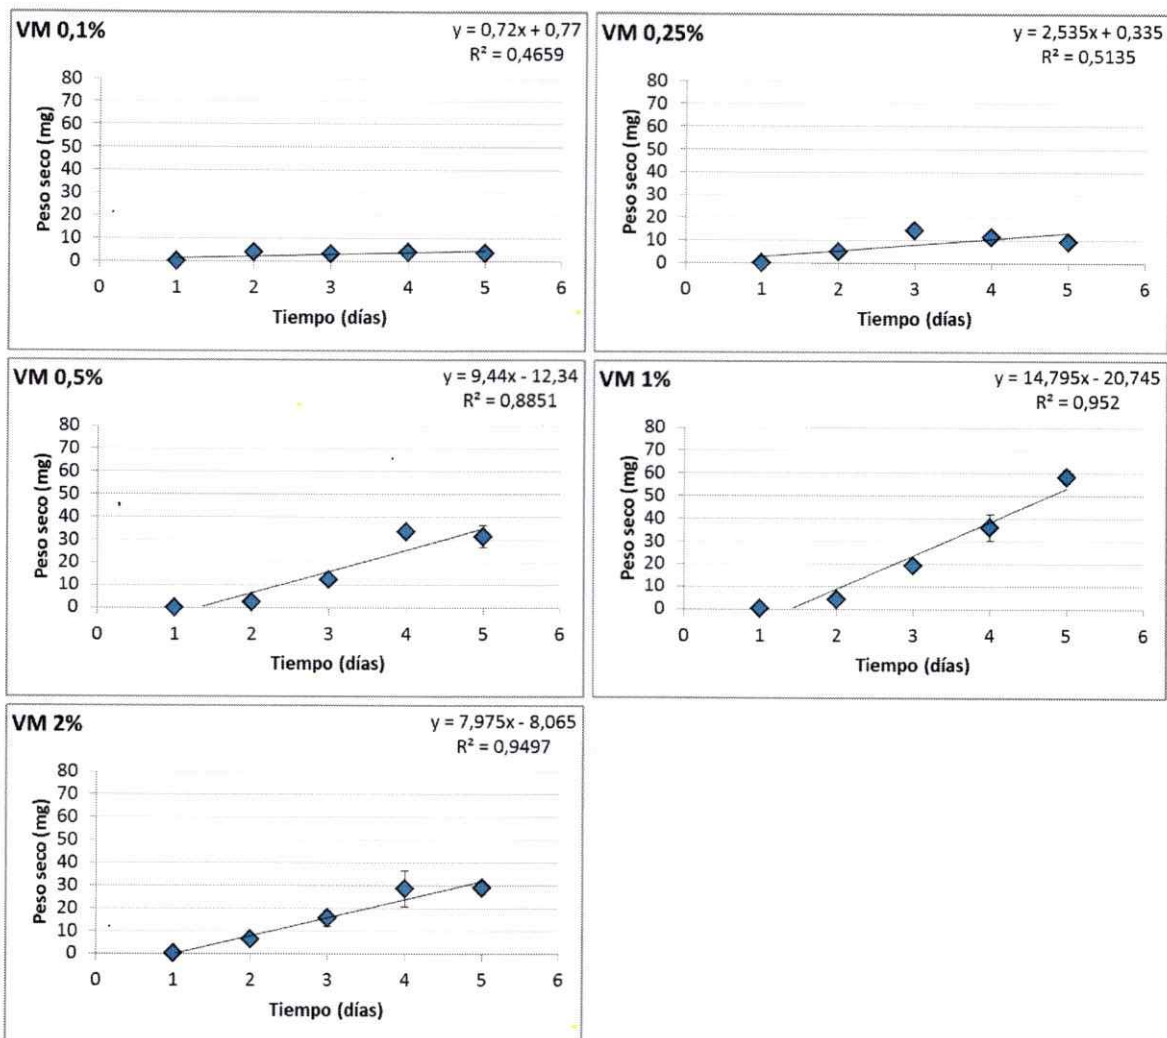 VM 0,1%
y = 0,72x + 0,77
R² = 0,4659
Peso seco (mg)
80
70
60
50
40
30
20
10
0
0 1 2 3 4 5 6
Tiempo (días)
VM 0,25%
y = 2,535x + 0,335
R² = 0,5135
Peso seco (mg)
80
70
60
50
40
30
20
10
0
0 1 2 3 4 5 6
Tiempo (días)
VM 0,5%
y = 9,44x - 12,34
R² = 0,8851
Peso seco (mg)
80
70
60
50
40
30
20
10
0
0 1 2 3 4 5 6
Tiempo (días)
VM 1%
y = 14,795x - 20,745
R² = 0,952
Peso seco (mg)
80
70
60
50
40
30
20
10
0
0 1 2 3 4 5 6
Tiempo (días)
VM 2%
y = 7,975x - 8,065
R² = 0,9497
Peso seco (mg)
80
70
60
50
40
30
20
10
0
0 1 2 3 4 5 6
Tiempo (días)